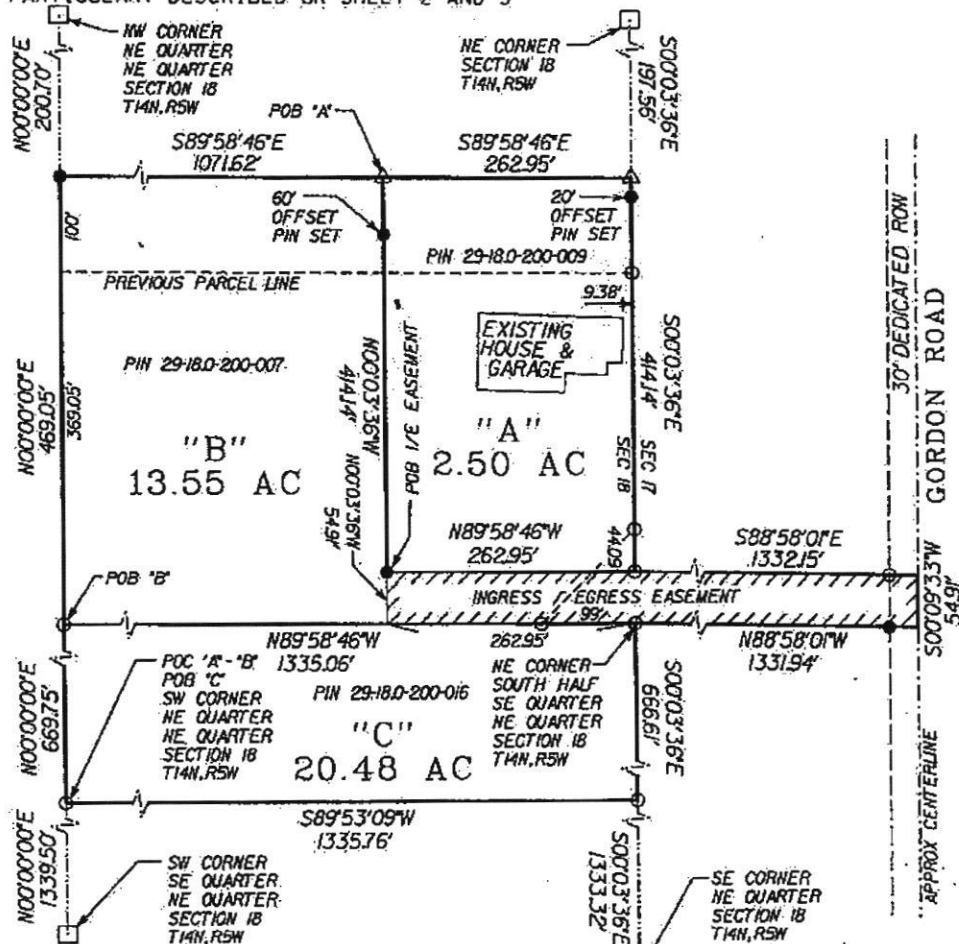 PARTICULARY DESCRIBED OR SHEET 2 AND 3
NW CORNER
NE QUARTER
NE QUARTER
SECTION 18
T14N,R5W
NE CORNER
SECTION 18
T14N,R5W
N00°00'00"E
200.70'
S00°03'36"E
197.56'
POB "A"
S89°58'46"E
1071.62'
S89°58'46"E
262.95'
60'
OFFSET
PIN SET
20'
OFFSET
PIN SET
100'
PIN 29-18.0-200-009
PREVIOUS PARCEL LINE
9.38'
EXISTING
HOUSE &
GARAGE
30' DEDICATED ROW
GORDON ROAD
PIN 29-18.0-200-007
N00°00'00"E
469.05'
369.05'
N00°03'36"W
414.14'
POB I/E EASEMENT
S00°03'36"E
414.14'
"B"
13.55 AC
"A"
2.50 AC
SEC 17
SEC 18
N00°03'36"W
54.91'
N89°58'46"W
262.95'
44.09'
S88°58'01"E
1332.15'
POB "B"
INGRESS / EGRESS EASEMENT
99'
S00°09'33"W
54.91'
N89°58'46"W
1335.06'
262.95'
N88°58'01"W
1331.94'
POC "A"-"B"
POB "C"
SW CORNER
NE QUARTER
NE QUARTER
SECTION 18
T14N,R5W
PIN 29-18.0-200-016
NE CORNER
SOUTH HALF
SE QUARTER
NE QUARTER
SECTION 18
T14N,R5W
N00°00'00"E
669.75'
"C"
20.48 AC
S00°03'36"E
666.61'
S89°53'09"W
1335.76'
APPROX CENTERLINE
N00°00'00"E
1339.50'
SW CORNER
SE QUARTER
NE QUARTER
SECTION 18
T14N,R5W
S00°03'36"E
1333.32'
SE CORNER
NE QUARTER
SECTION 18
T14N,R5W